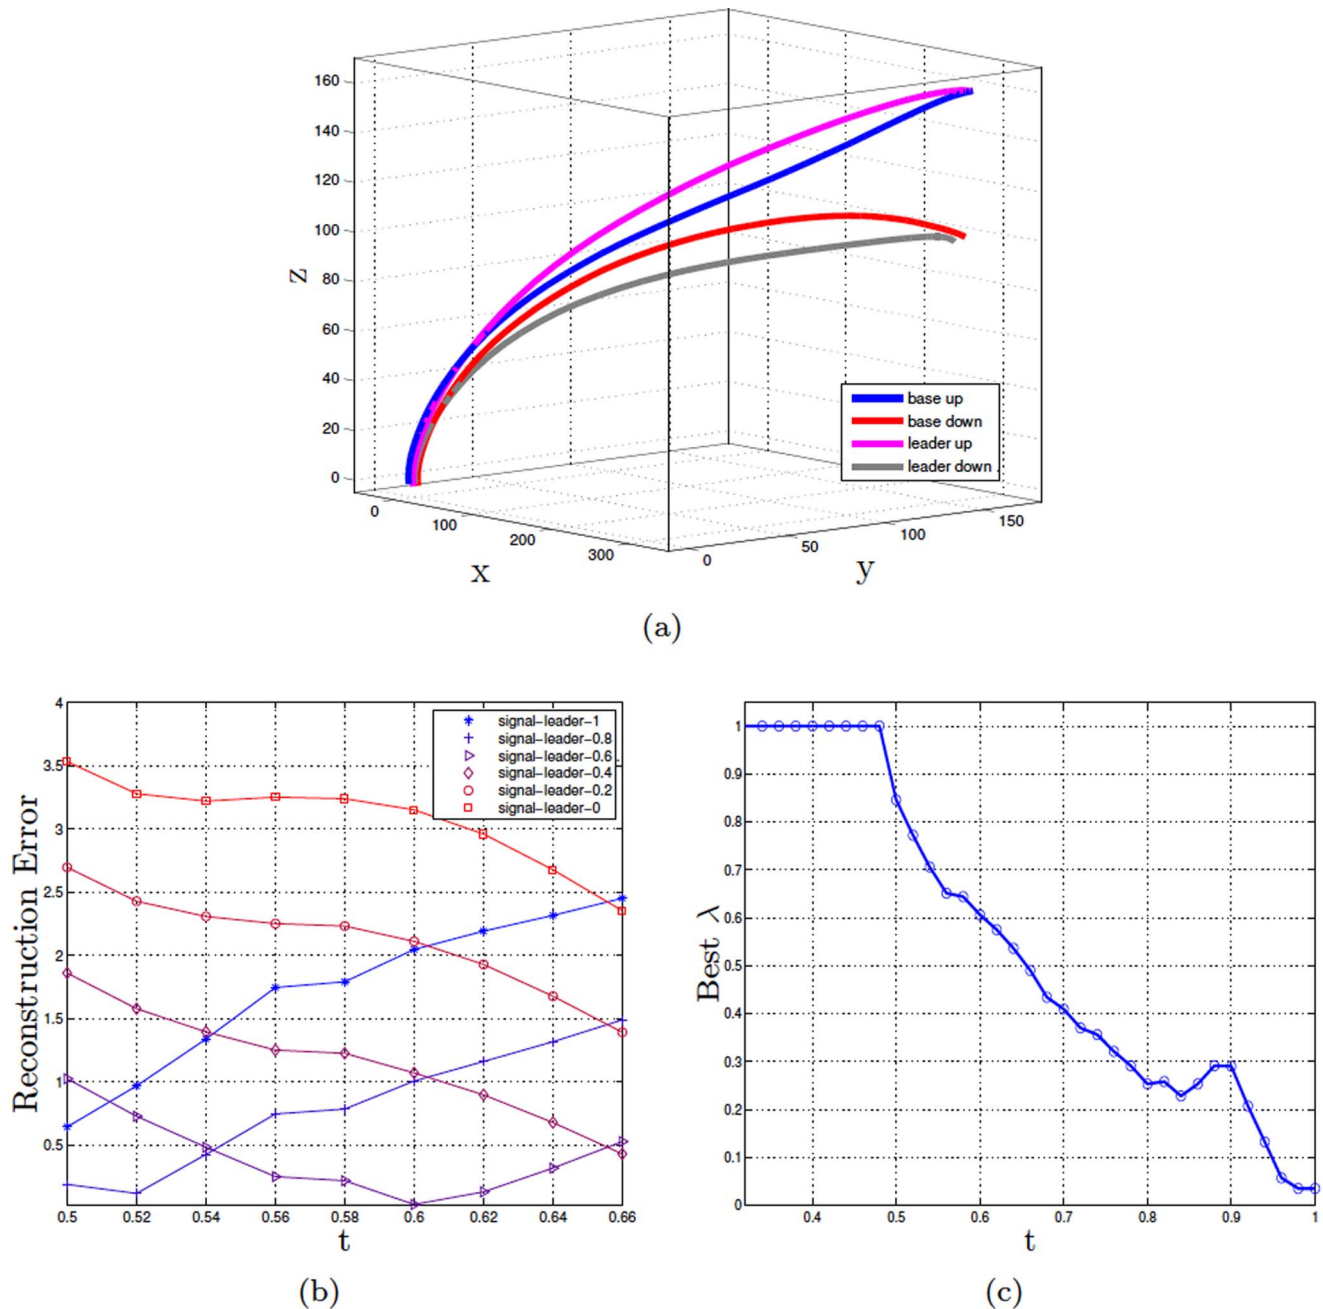 160
140
120
100
80
60
40
20
0
z
0
100
200
300
x
0
50
100
150
y
base up
base down
leader up
leader down
(a)
4
3.5
3
2.5
2
1.5
1
0.5
Reconstruction Error
0.5 0.52 0.54 0.56 0.58 0.6 0.62 0.64 0.66
t
signal-leader-1
signal-leader-0.8
signal-leader-0.6
signal-leader-0.4
signal-leader-0.2
signal-leader-0
(b)
1
0.9
0.8
0.7
0.6
0.5
0.4
0.3
0.2
0.1
0
Best λ
0.4 0.5 0.6 0.7 0.8 0.9 1
t
(c)